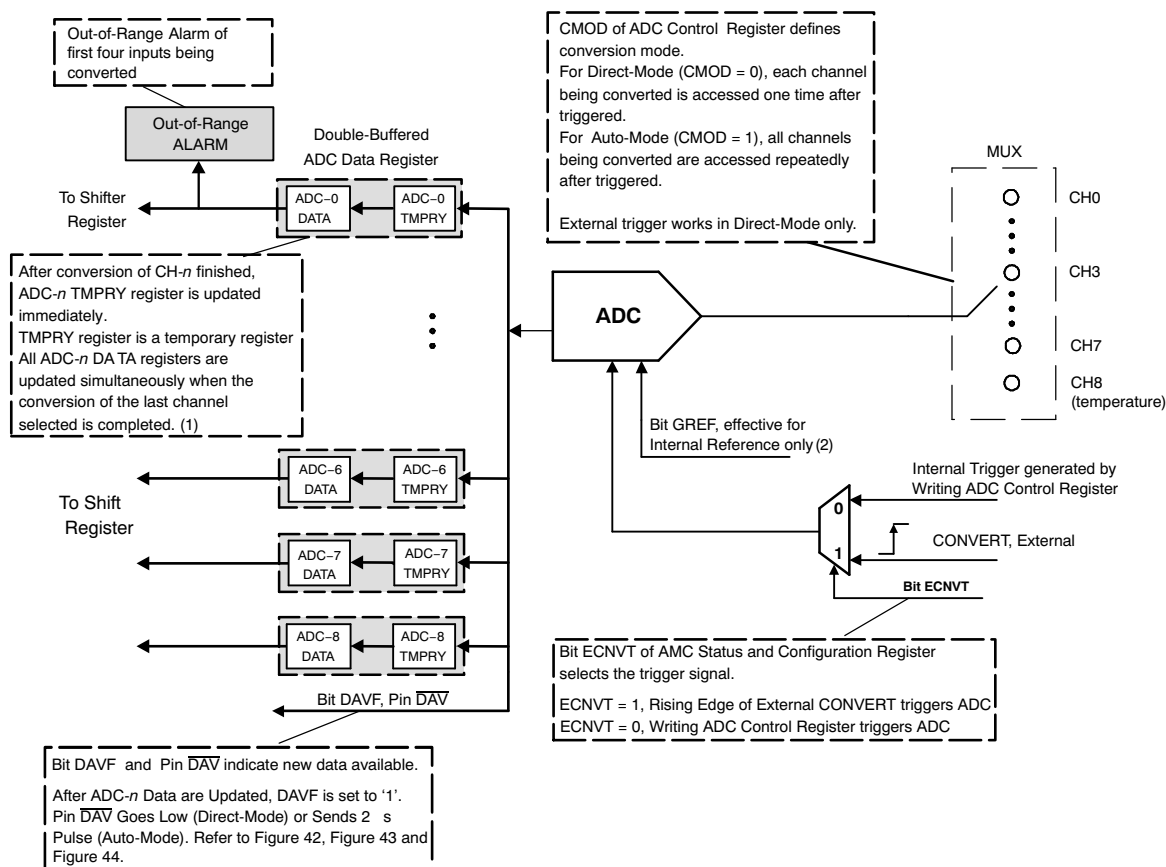 Out-of-Range Alarm of
first four inputs being
converted
Out-of-Range
ALARM
Double-Buffered
ADC Data Register
To Shifter
Register
ADC−0
DATA
ADC−0
TMPRY
After conversion of CH-n finished,
ADC-n TMPRY register is updated
immediately.
TMPRY register is a temporary register
All ADC-n DA TA registers are
updated simultaneously when the
conversion of the last channel
selected is completed. (1)
CMOD of ADC Control Register defines
conversion mode.
For Direct-Mode (CMOD = 0), each channel
being converted is accessed one time after
triggered.
For Auto-Mode (CMOD = 1), all channels
being converted are accessed repeatedly
after triggered.
External trigger works in Direct-Mode only.
MUX
CH0
CH3
CH7
CH8
(temperature)
ADC
Bit GREF, effective for
Internal Reference only (2)
Internal Trigger generated by
Writing ADC Control Register
0
1
CONVERT, External
Bit ECNVT
To Shift
Register
ADC−6
DATA
ADC−6
TMPRY
ADC−7
DATA
ADC−7
TMPRY
ADC−8
DATA
ADC−8
TMPRY
Bit DAVF, Pin DAV
Bit ECNVT of AMC Status and Configuration Register
selects the trigger signal.
ECNVT = 1, Rising Edge of External CONVERT triggers ADC
ECNVT = 0, Writing ADC Control Register triggers ADC
Bit DAVF and Pin DAV indicate new data available.
After ADC-n Data are Updated, DAVF is set to ‘1’.
Pin DAV Goes Low (Direct-Mode) or Sends 2 s
Pulse (Auto-Mode). Refer to Figure 42, Figure 43 and
Figure 44.